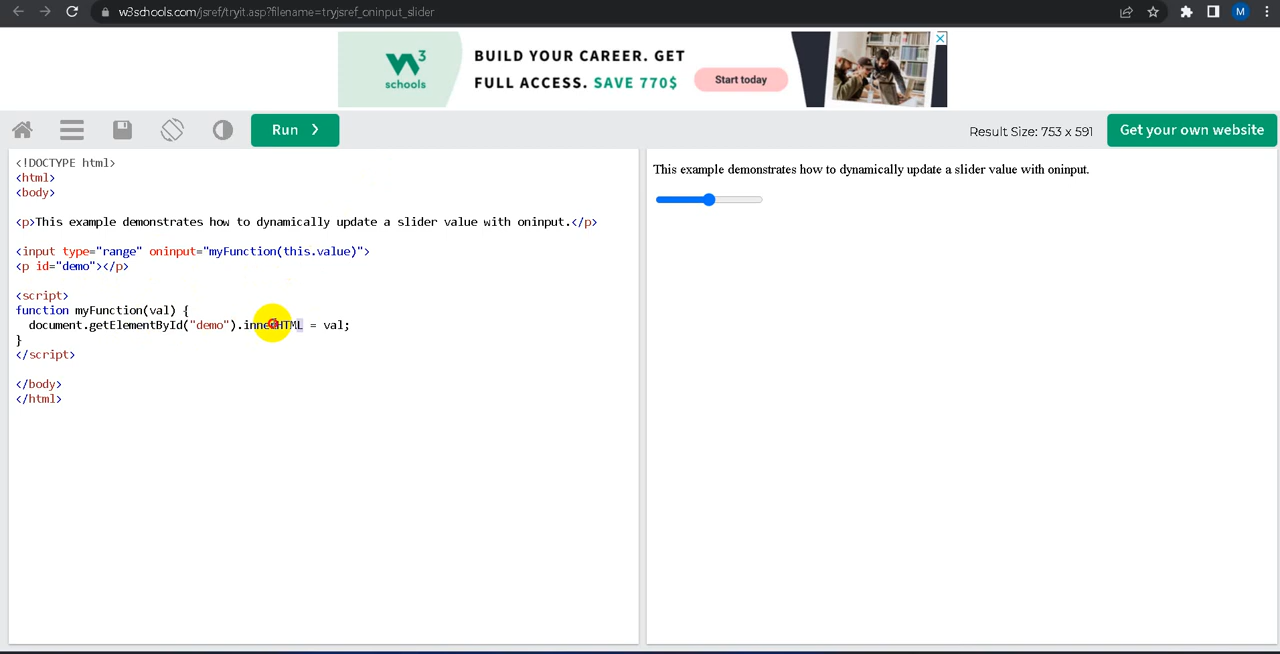 w3schools.com/jsref/tryit.asp?filename=tryjsref_oninput_slider
M
W3
schools
BUILD YOUR CAREER. GET
FULL ACCESS. SAVE 770$
Start today
Run ❯
Result Size: 753 x 591
Get your own website
<!DOCTYPE html>
<html>
<body>
<p>This example demonstrates how to dynamically update a slider value with oninput.</p>
<input type="range" oninput="myFunction(this.value)">
<p id="demo"></p>
<script>
function myFunction(val) {
document.getElementById("demo").innerHTML = val;
}
</script>
</body>
</html>
This example demonstrates how to dynamically update a slider value with oninput.